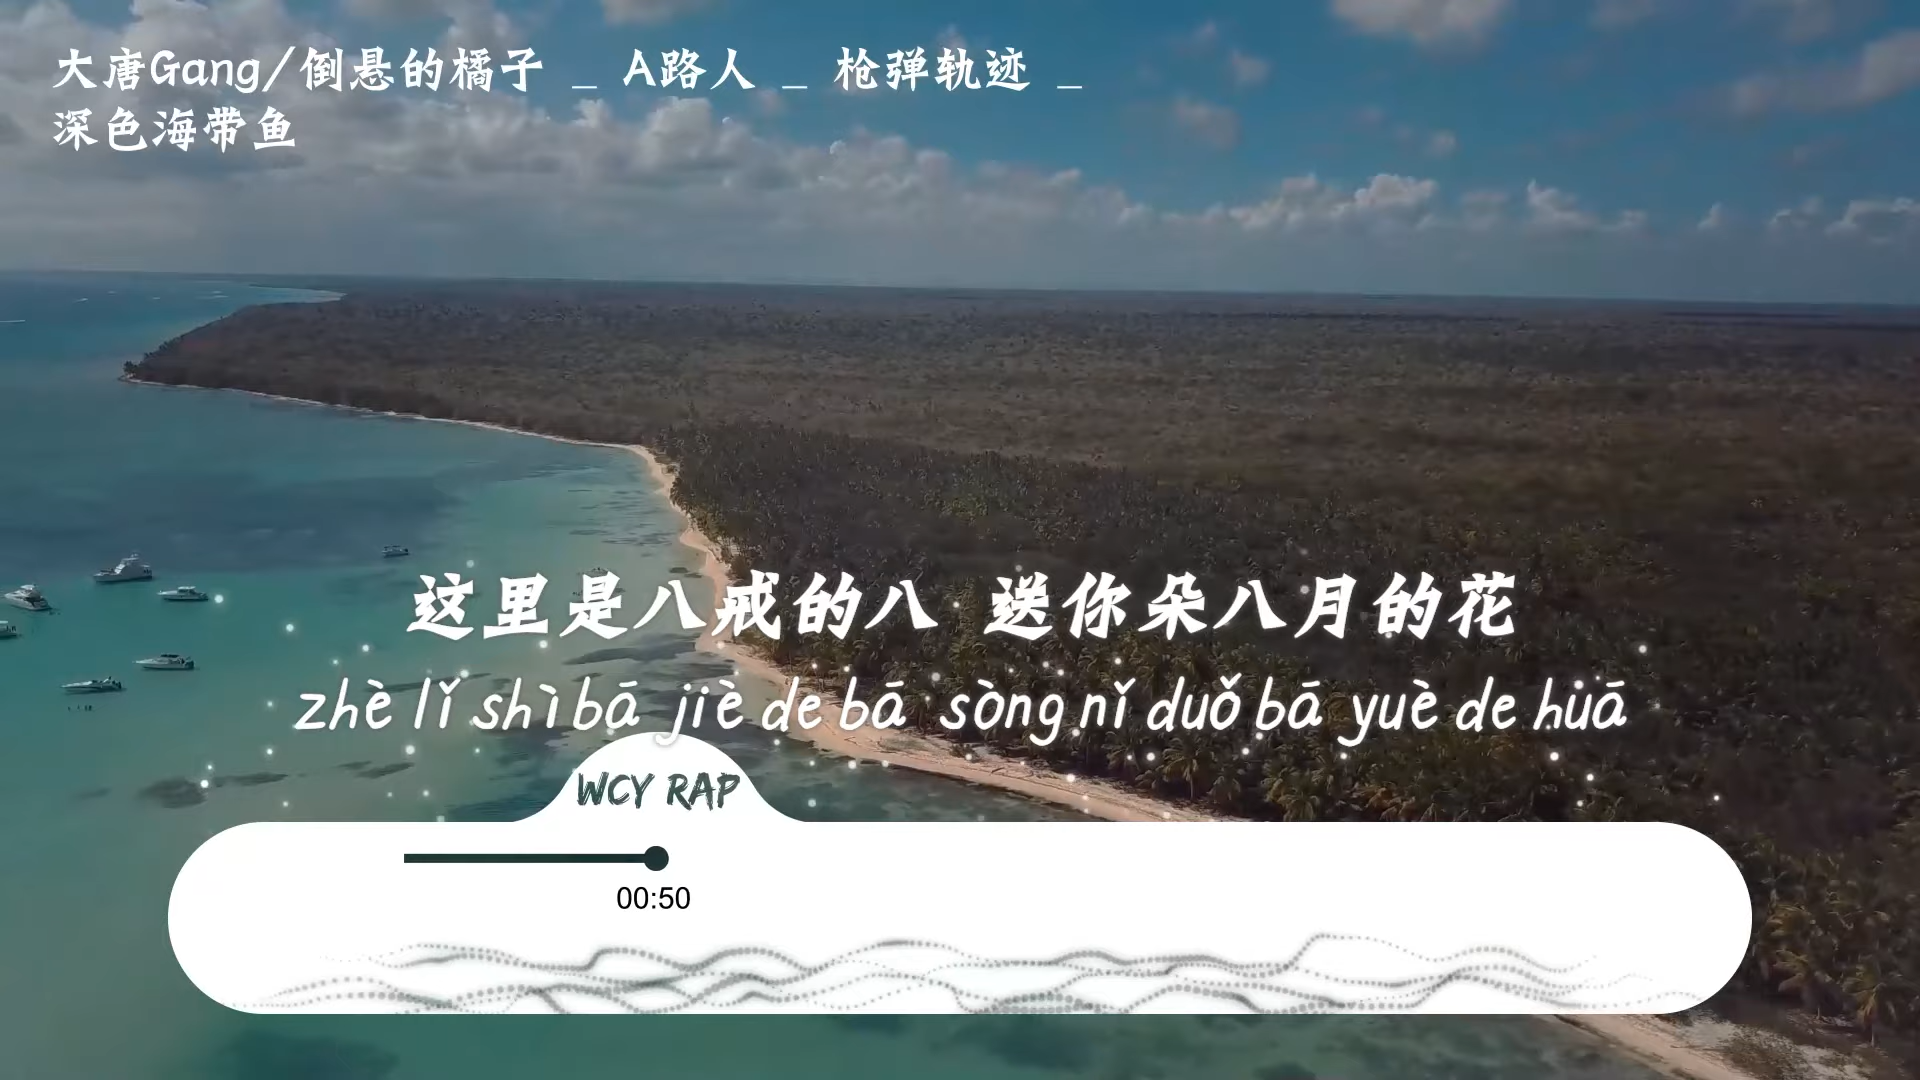 大唐Gang/倒悬的橘子 _ A路人 _ 枪弹轨迹 _
深色海带鱼
这里是八戒的八 送你朵八月的花
zhè lǐ shì bā jiè de bā sòng nǐ duǒ bā yuè de huā
WCY RAP
00:50